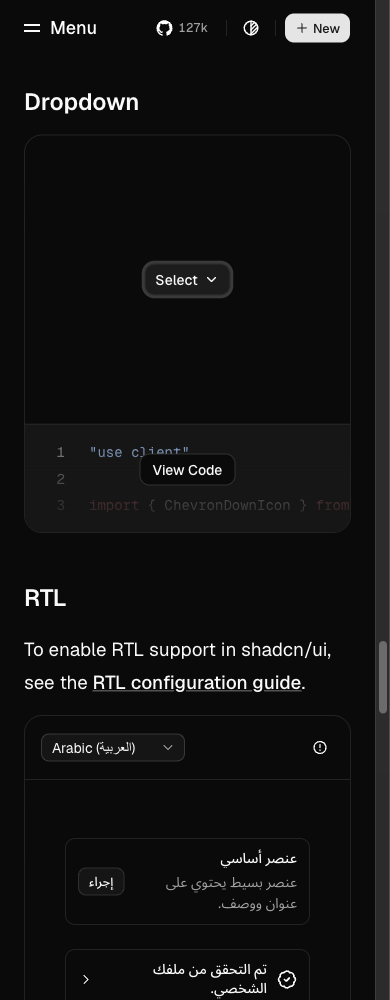 Menu
127k
New
Dropdown
Select
1 "use client"
View Code
2
3 import { ChevronDownIcon } from
RTL
To enable RTL support in shadcn/ui,
see the RTL configuration guide.
Arabic (العربية)
عنصر أساسي
عنصر بسيط يحتوي على
عنوان ووصف.
إجراء
تم التحقق من ملفك
الشخصي.